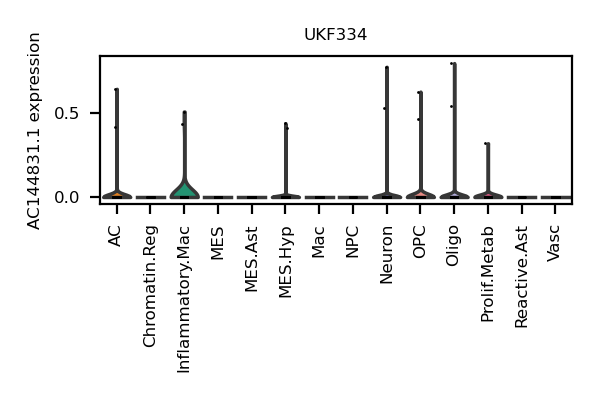 UKF334
AC144831.1 expression
0.5
0.0
AC
Chromatin.Reg
Inflammatory.Mac
MES
MES.Ast
MES.Hyp
Mac
NPC
Neuron
OPC
Oligo
Prolif.Metab
Reactive.Ast
Vasc